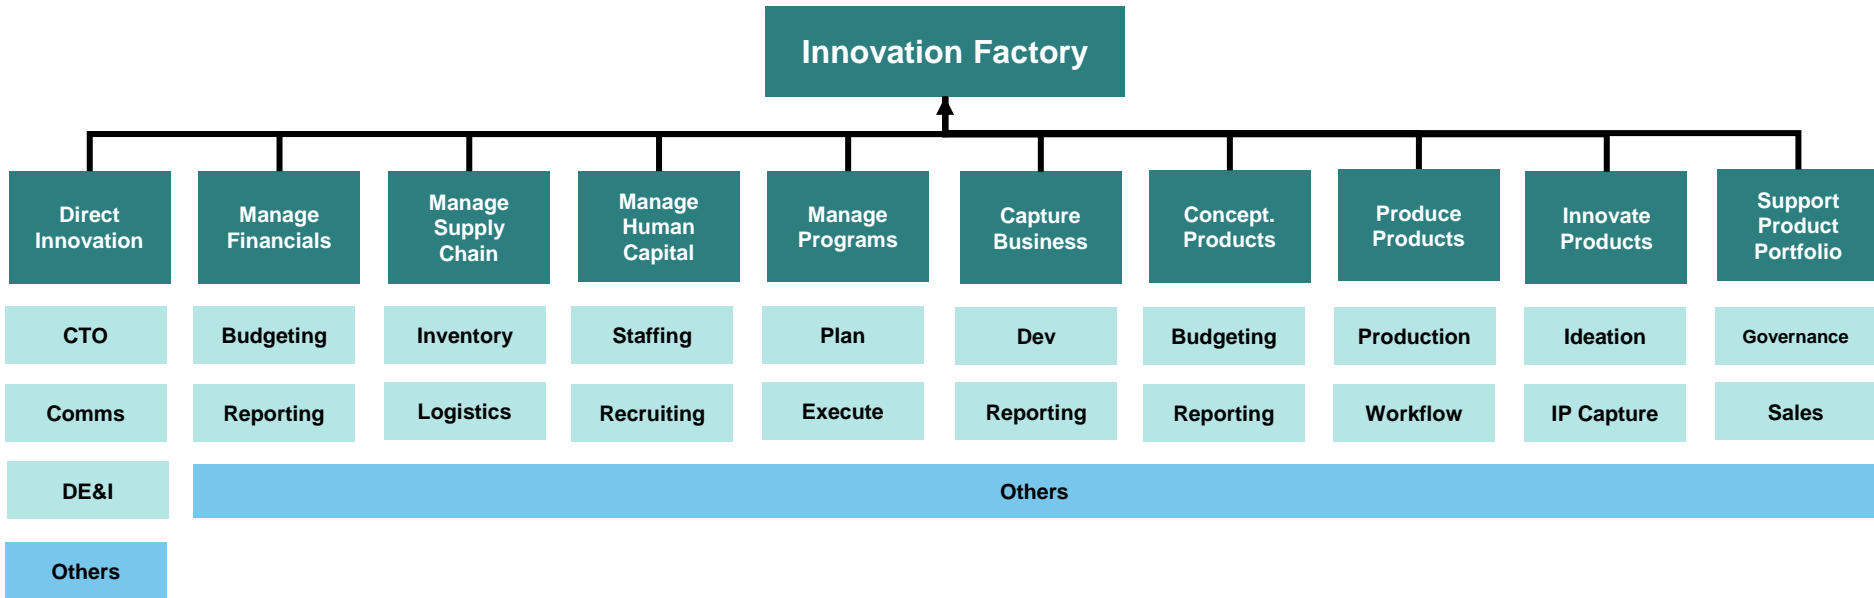 Innovation Factory
Direct
Innovation
Manage
Financials
Manage
Supply
Chain
Manage
Human
Capital
Manage
Programs
Capture
Business
Concept.
Products
Produce
Products
Innovate
Products
Support
Product
Portfolio
CTO
Budgeting
Inventory
Staffing
Plan
Dev
Budgeting
Production
Ideation
Governance
Comms
Reporting
Logistics
Recruiting
Execute
Reporting
Reporting
Workflow
IP Capture
Sales
DE&I
Others
Others